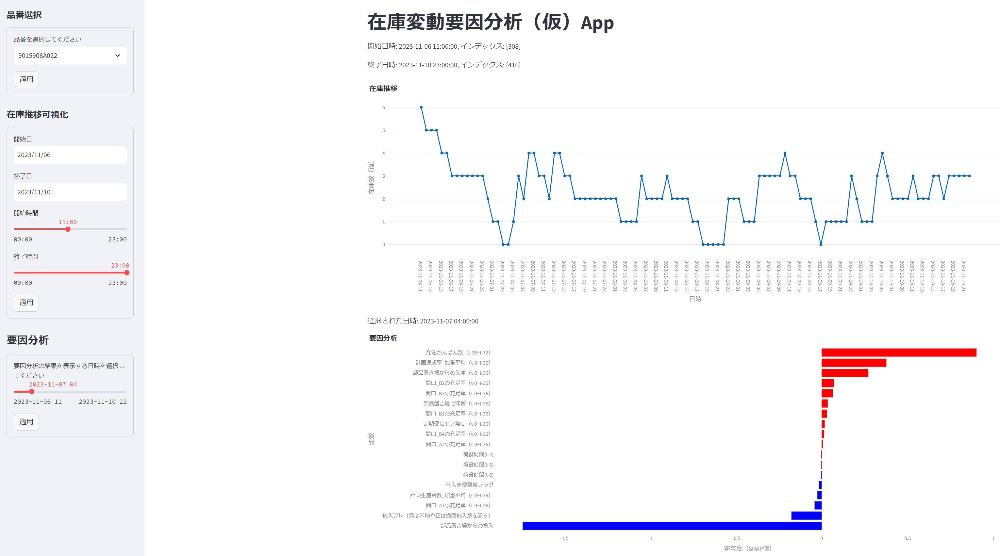 品番選択
品番を選択してください
9015906A022
適用
在庫推移可視化
開始日
2023/11/06
終了日
2023/11/10
開始時間
11:00
00:00 23:00
終了時間
23:00
00:00 23:00
適用
要因分析
要因分析の結果を表示する日時を選択し
てください
2023-11-07 04
2023-11-06 11 2023-11-10 22
適用
在庫変動要因分析（仮）App
開始日時: 2023-11-06 11:00:00, インデックス: [308]
終了日時: 2023-11-10 23:00:00, インデックス: [416]
在庫推移
6
5
4
3
2
1
0
在庫数（箱）
2023-11-06-11
2023-11-06-13
2023-11-06-15
2023-11-06-17
2023-11-06-19
2023-11-06-21
2023-11-06-23
2023-11-07-01
2023-11-07-03
2023-11-07-05
2023-11-07-07
2023-11-07-09
2023-11-07-11
2023-11-07-13
2023-11-07-15
2023-11-07-17
2023-11-07-19
2023-11-07-21
2023-11-07-23
2023-11-08-01
2023-11-08-03
2023-11-08-05
2023-11-08-07
2023-11-08-09
2023-11-08-11
2023-11-08-13
2023-11-08-15
2023-11-08-17
2023-11-08-19
2023-11-08-21
2023-11-08-23
2023-11-09-01
2023-11-09-03
2023-11-09-05
2023-11-09-07
2023-11-09-09
2023-11-09-11
2023-11-09-13
2023-11-09-15
2023-11-09-17
2023-11-09-19
2023-11-09-21
2023-11-09-23
2023-11-10-01
2023-11-10-03
2023-11-10-05
2023-11-10-07
2023-11-10-09
2023-11-10-11
2023-11-10-13
2023-11-10-15
2023-11-10-17
2023-11-10-19
2023-11-10-21
日時
選択された日時: 2023-11-07 04:00:00
要因分析
発注かんばん数（t-36~t-72）
計画達成率_加重平均（t-0~t-36）
部品置き場からの入庫（t-0~t-36）
間口_B2の充足率（t-0~t-36）
間口_B3の充足率（t-0~t-36）
部品置き場で滞留（t-0~t-36）
間口_B1の充足率（t-0~t-36）
定期便にモノ無し（t-0~t-36）
間口_B4の充足率（t-0~t-36）
間口_A2の充足率（t-0~t-36）
荷役時間(t-4)
荷役時間(t-5)
荷役時間(t-6)
仕入先便到着フラグ
計画生産台数_加重平均（t-0~t-36）
間口_A1の充足率（t-0~t-36）
納入フレ（負は未納や正は挽回納入数を表す）
部品置き場からの投入
変数
−1.5 −1 −0.5 0 0.5 1
寄与度（SHAP値）